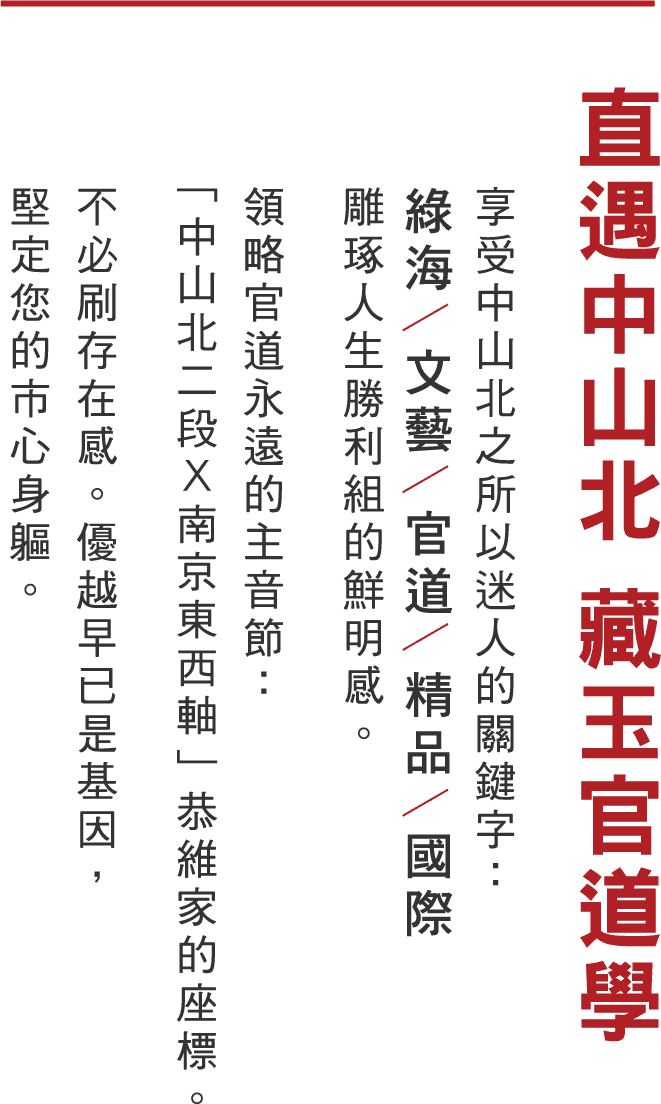 直遇中山北 藏玉官道學
享受中山北之所以迷人的關鍵字：
綠海／文藝／官道／精品／國際
雕琢人生勝利組的鮮明感。
領略官道永遠的主音節：
「中山北二段X南京東西軸」恭維家的座標。
不必刷存在感。優越早已是基因，
堅定您的市心身軀。